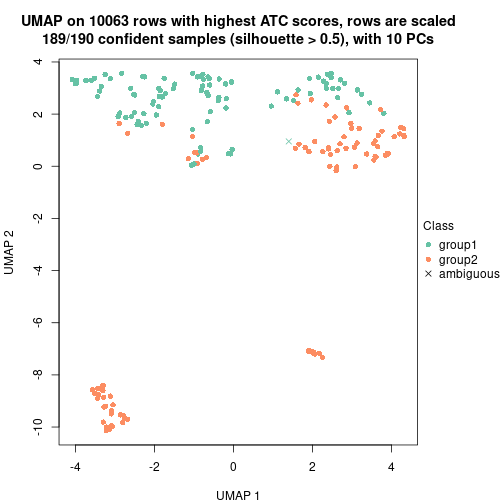 UMAP on 10063 rows with highest ATC scores, rows are scaled
189/190 confident samples (silhouette > 0.5), with 10 PCs
4
2
0
-2
-4
-6
-8
-10
UMAP 2
-4
-2
0
2
4
UMAP 1
Class
group1
group2
ambiguous